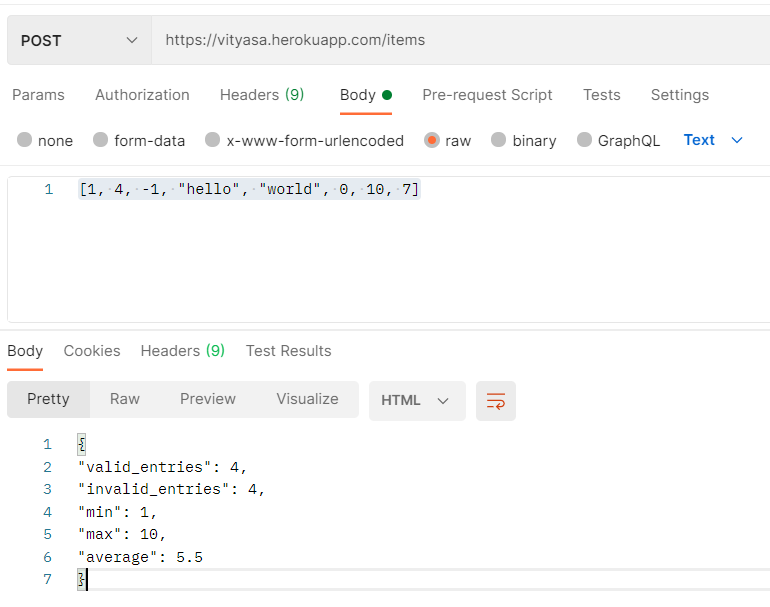 POST https://vityasa.herokuapp.com/items
Params Authorization Headers (9) Body Pre-request Script Tests Settings
none form-data x-www-form-urlencoded raw binary GraphQL Text
1 [1, 4, -1, "hello", "world", 0, 10, 7]
Body Cookies Headers (9) Test Results
Pretty Raw Preview Visualize HTML
1 {
2 "valid_entries": 4,
3 "invalid_entries": 4,
4 "min": 1,
5 "max": 10,
6 "average": 5.5
7 }